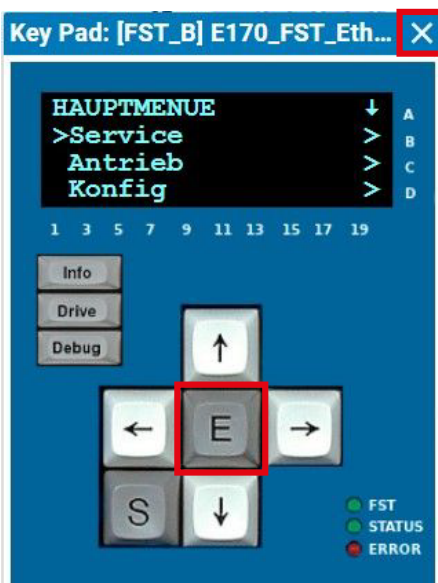 Key Pad: [FST_B] E170_FST_Eth... ×
HAUPTMENUE ↓ A
>Service > B
Antrieb > C
Konfig > D
1 3 5 7 9 11 13 15 17 19
Info
Drive
Debug
↑
← E →
S ↓
FST
STATUS
ERROR